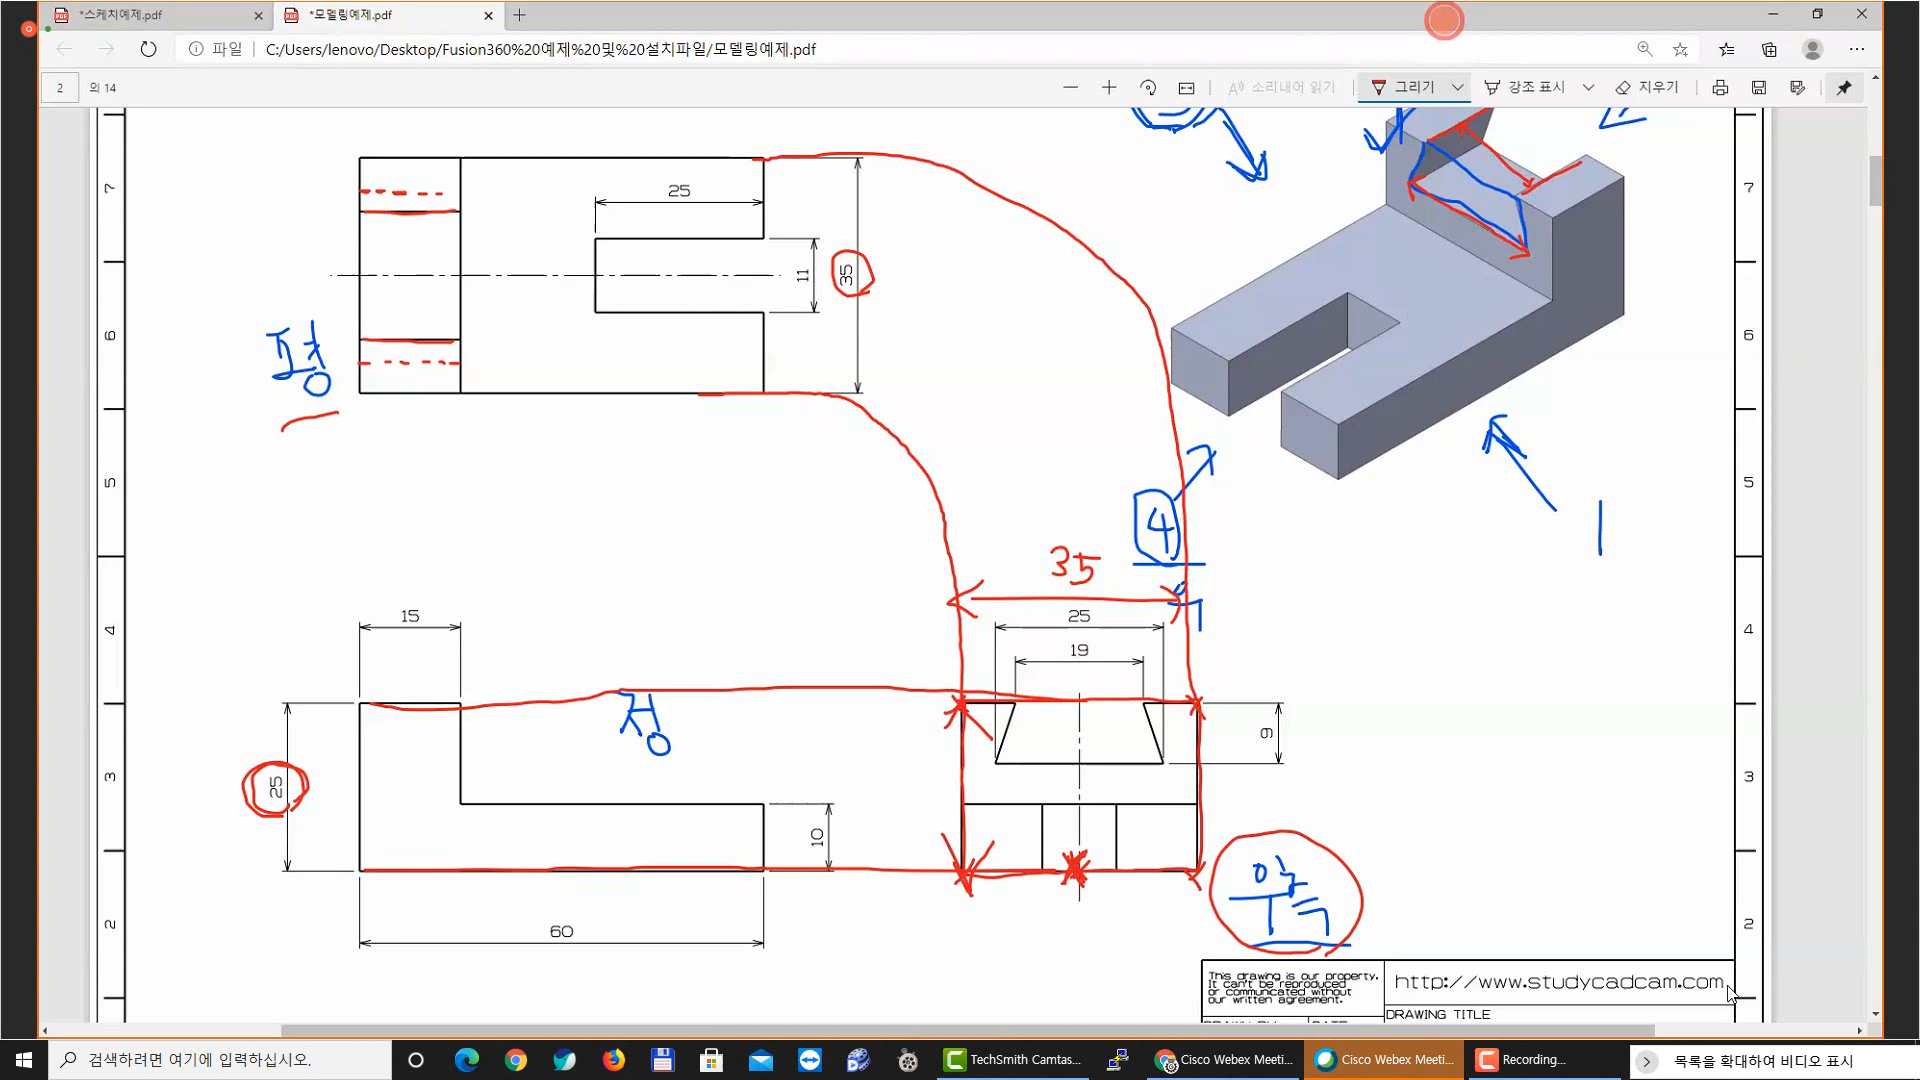 *스케치예제.pdf
*모델링예제.pdf
파일
C:/Users/lenovo/Desktop/Fusion360%20예제%20및%20설치파일/모델링예제.pdf
2
의 14
소리내어 읽기
그리기
강조 표시
지우기
7
25
7
11
35
6
평
6
5
4
5
1
35
4
15
25
19
4
정
3
25
9
3
10
우측
2
60
2
This drawing is our property.
It can't be reproduced
or communicated without
our written agreement.
http://www.studycadcam.com
DRAWING TITLE
검색하려면 여기에 입력하십시오.
TechSmith Camtas...
Cisco Webex Meeti...
Cisco Webex Meeti...
Recording...
목록을 확대하여 비디오 표시